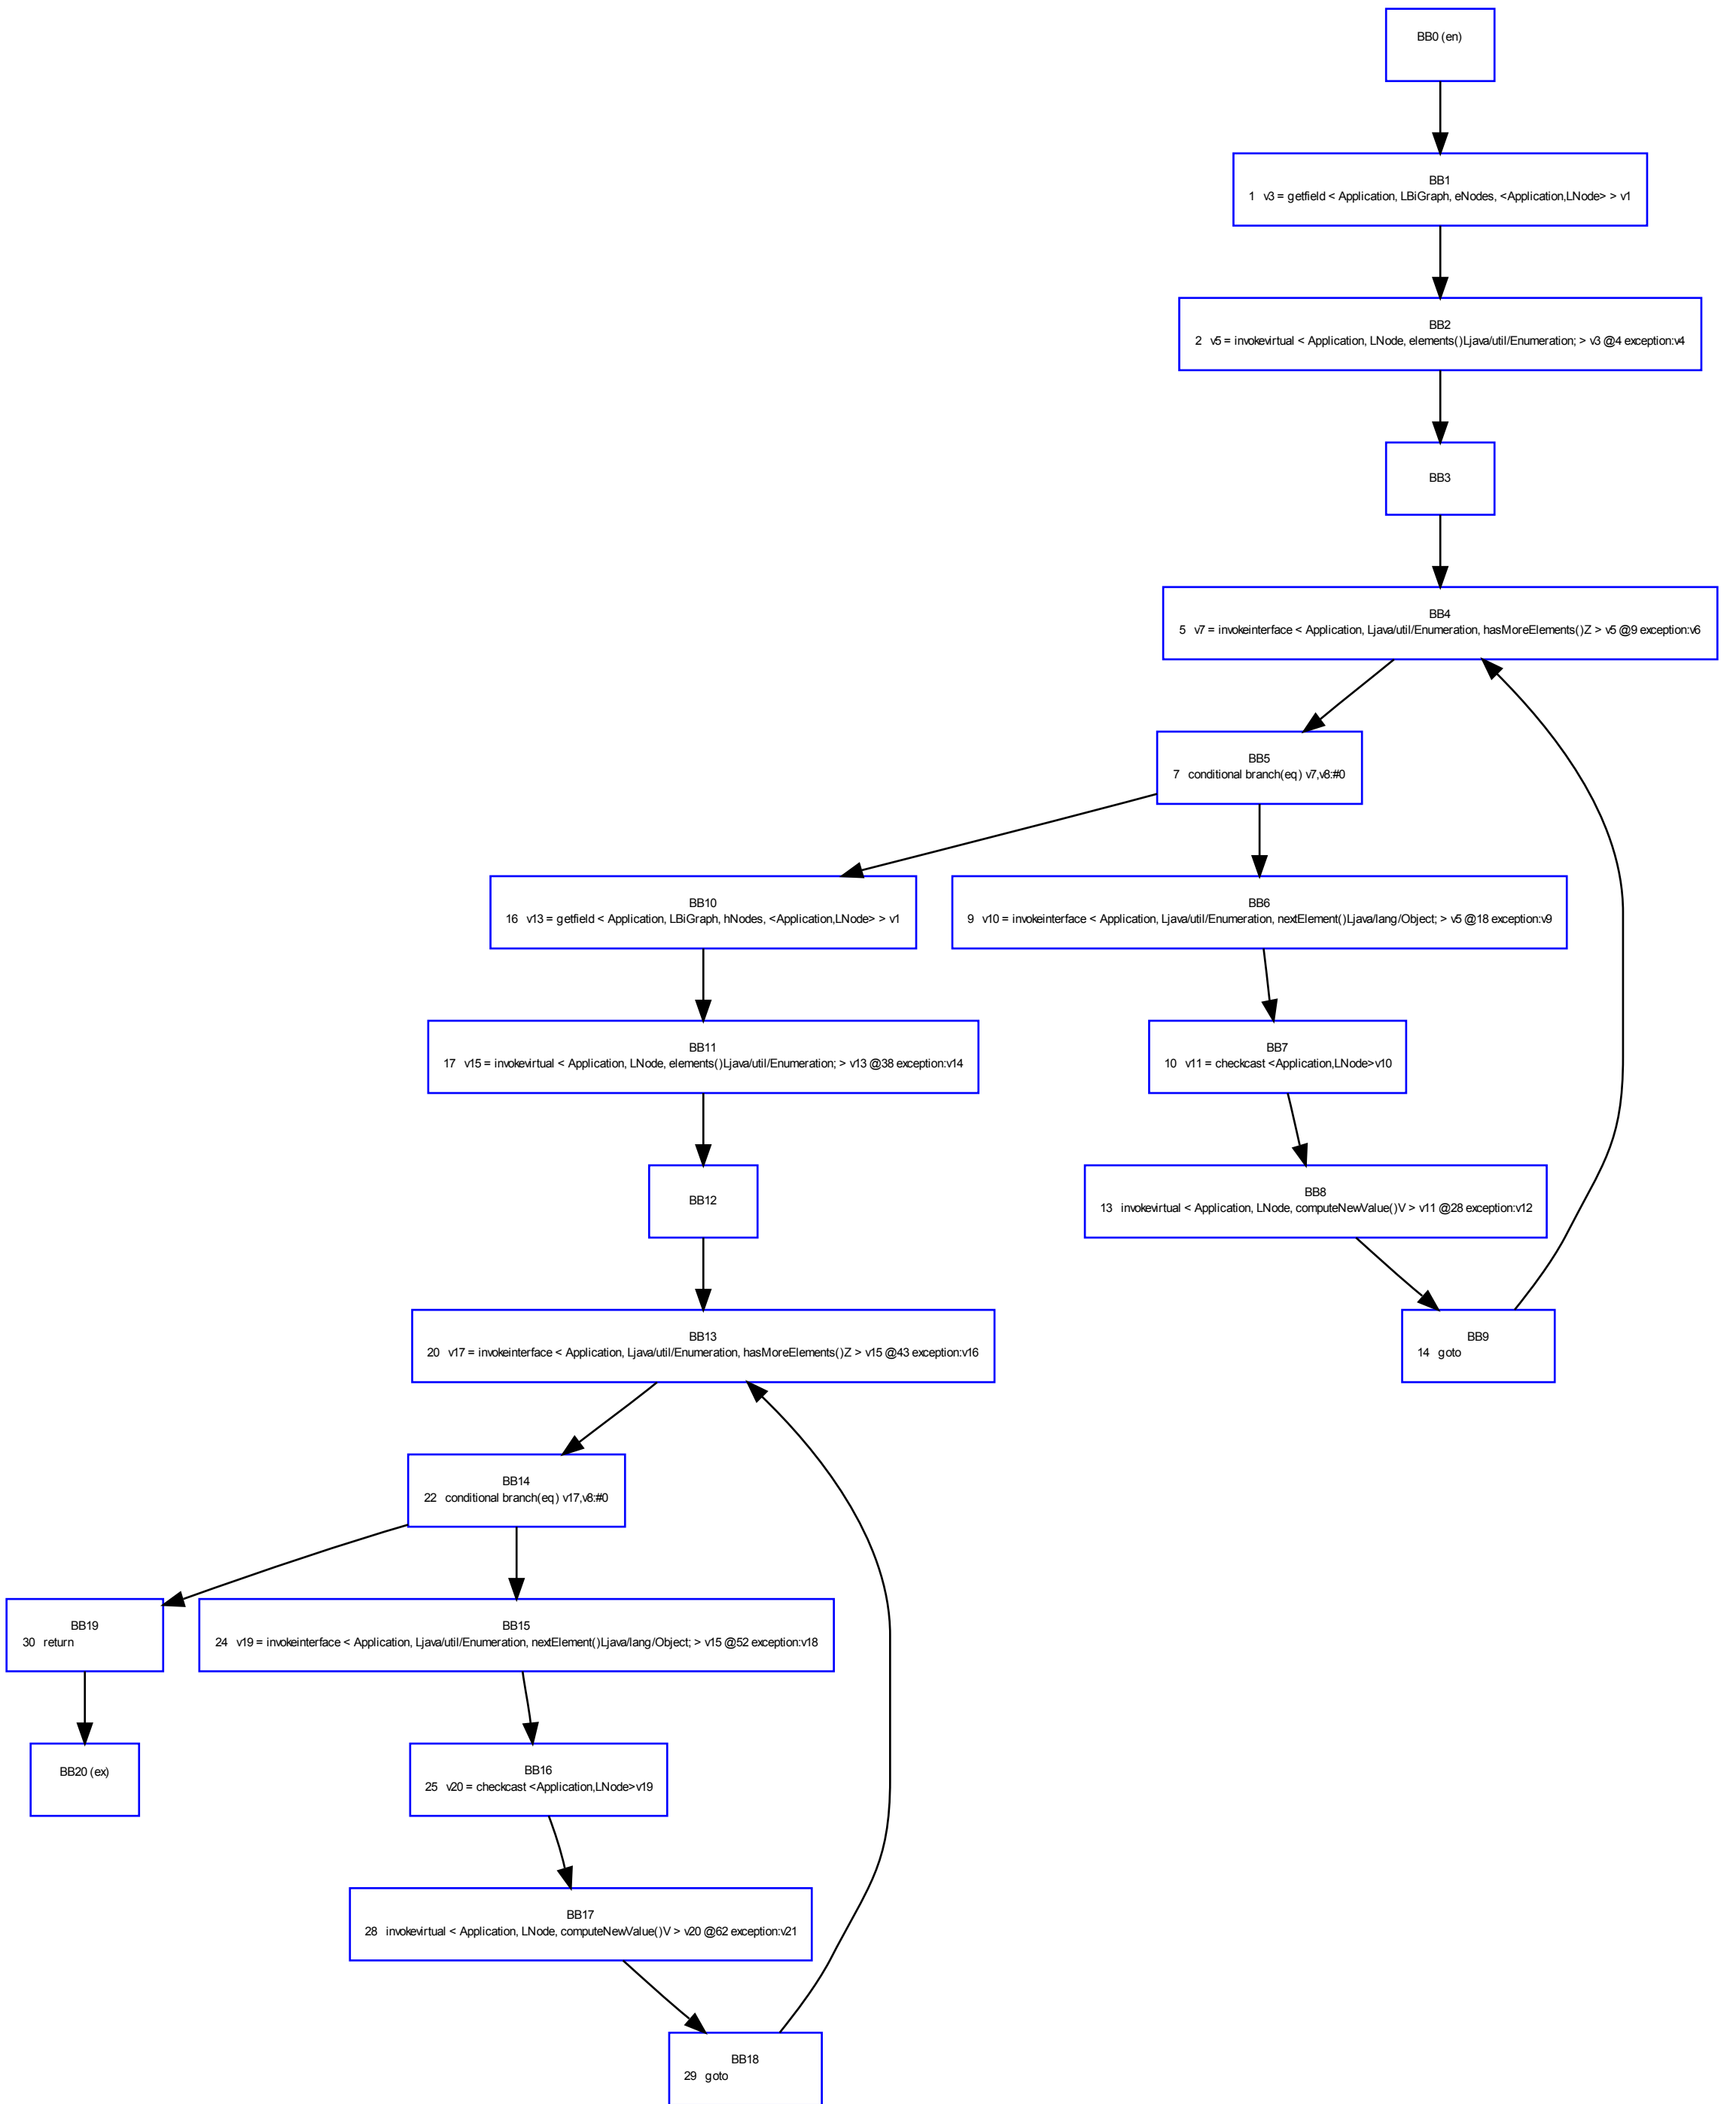 BB0 (en)
BB1
1   v3 = getfield < Application, LBiGraph, eNodes, <Application,LNode> > v1
BB2
2   v5 = invokevirtual < Application, LNode, elements()Ljava/util/Enumeration; > v3 @4 exception:v4
BB3
BB4
5   v7 = invokeinterface < Application, Ljava/util/Enumeration, hasMoreElements()Z > v5 @9 exception:v6
BB5
7   conditional branch(eq) v7,v8:#0
BB10
16   v13 = getfield < Application, LBiGraph, hNodes, <Application,LNode> > v1
BB6
9   v10 = invokeinterface < Application, Ljava/util/Enumeration, nextElement()Ljava/lang/Object; > v5 @18 exception:v9
BB11
17   v15 = invokevirtual < Application, LNode, elements()Ljava/util/Enumeration; > v13 @38 exception:v14
BB7
10   v11 = checkcast <Application,LNode>v10
BB12
BB8
13   invokevirtual < Application, LNode, computeNewValue()V > v11 @28 exception:v12
BB13
20   v17 = invokeinterface < Application, Ljava/util/Enumeration, hasMoreElements()Z > v15 @43 exception:v16
BB9
14   goto
BB14
22   conditional branch(eq) v17,v8:#0
BB19
30   return
BB15
24   v19 = invokeinterface < Application, Ljava/util/Enumeration, nextElement()Ljava/lang/Object; > v15 @52 exception:v18
BB20 (ex)
BB16
25   v20 = checkcast <Application,LNode>v19
BB17
28   invokevirtual < Application, LNode, computeNewValue()V > v20 @62 exception:v21
BB18
29   goto